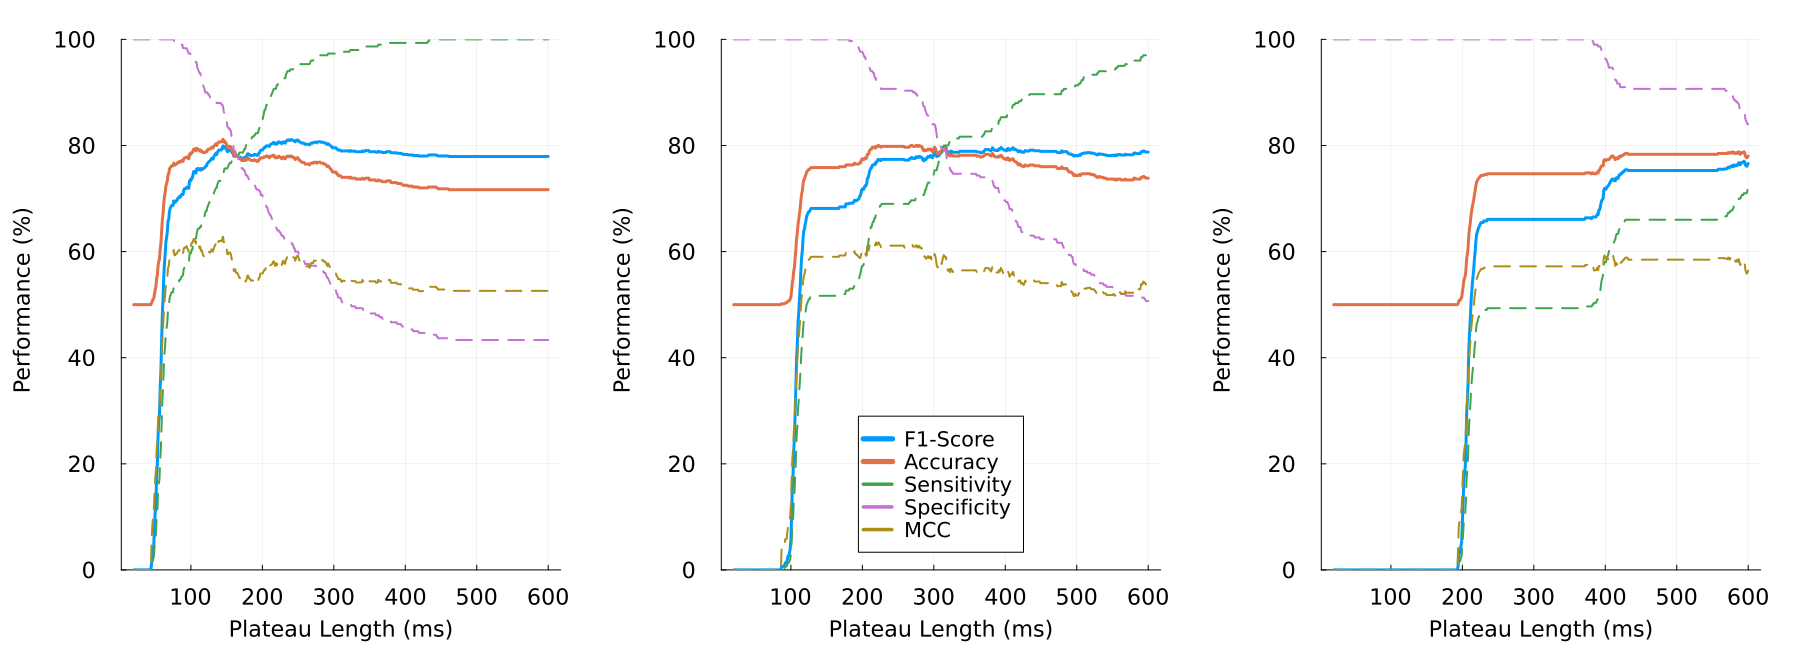 Performance (%)
100
80
60
40
20
0
100 200 300 400 500 600
Plateau Length (ms)
Performance (%)
100
80
60
40
20
0
F1-Score
Accuracy
Sensitivity
Specificity
MCC
100 200 300 400 500 600
Plateau Length (ms)
Performance (%)
100
80
60
40
20
0
100 200 300 400 500 600
Plateau Length (ms)